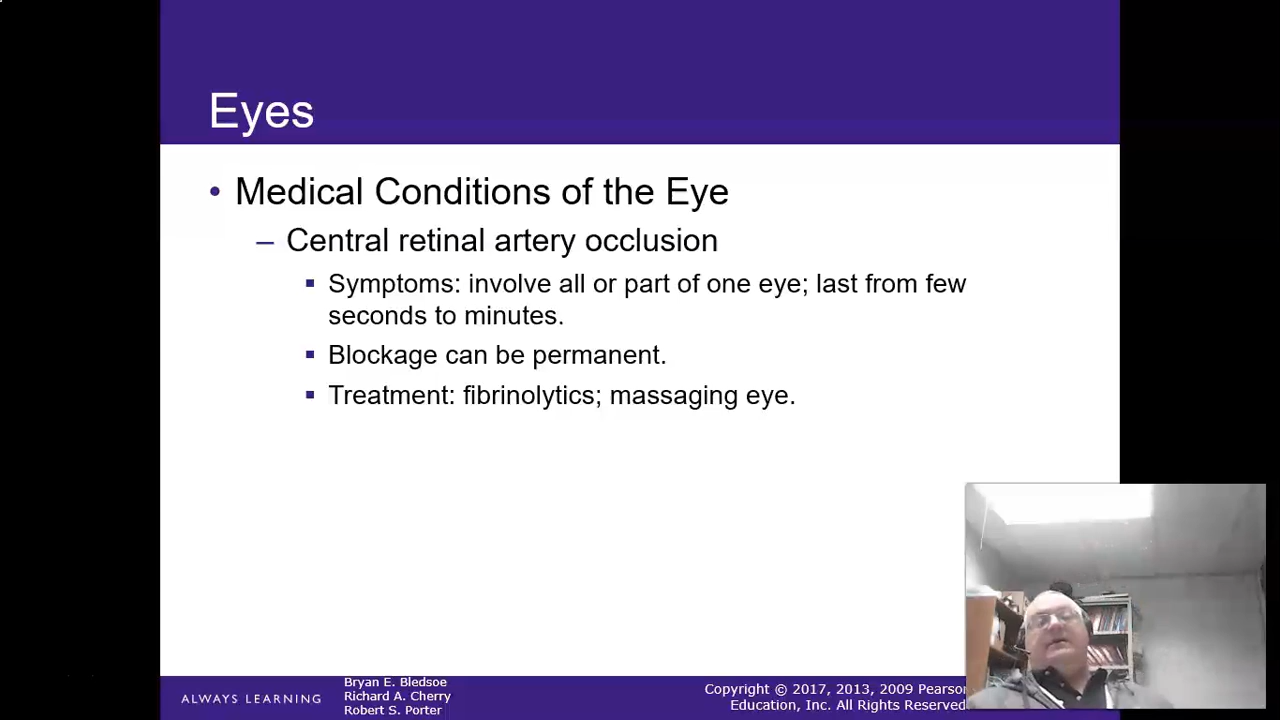 Eyes
• Medical Conditions of the Eye
– Central retinal artery occlusion
▪ Symptoms: involve all or part of one eye; last from few
seconds to minutes.
▪ Blockage can be permanent.
▪ Treatment: fibrinolytics; massaging eye.
ALWAYS LEARNING
Bryan E. Bledsoe
Richard A. Cherry
Robert S. Porter
Copyright © 2017, 2013, 2009 Pearson
Education, Inc. All Rights Reserved